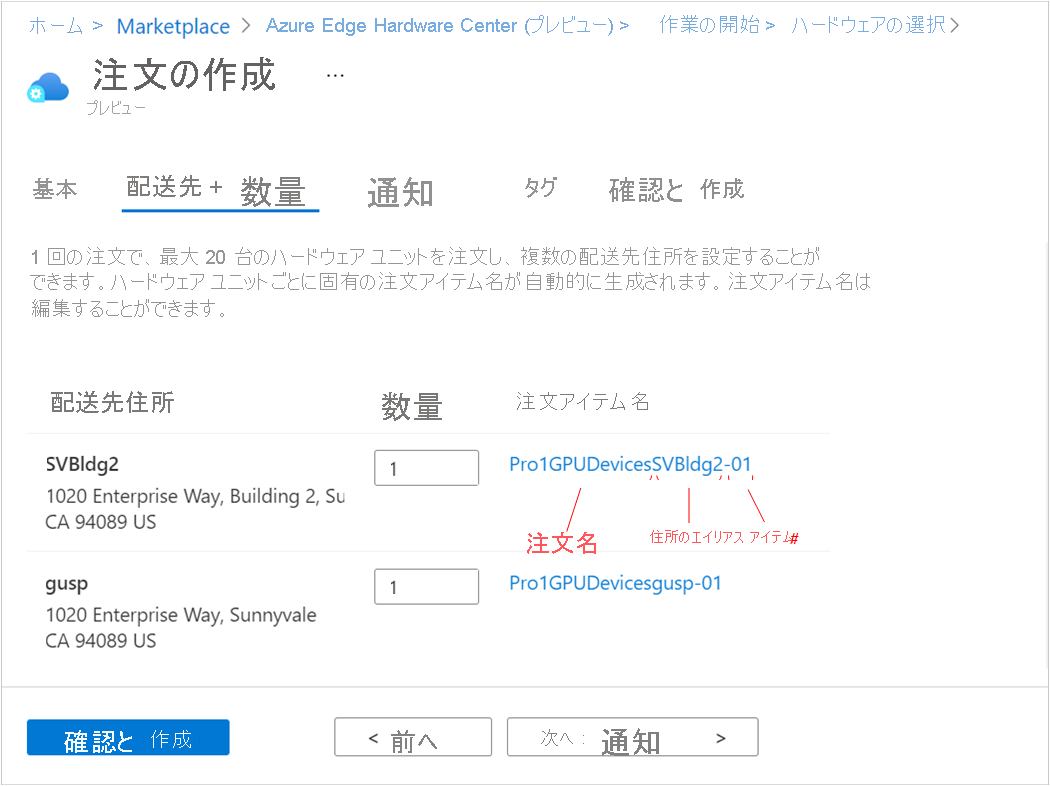 ホーム > Marketplace > Azure Edge Hardware Center (プレビュー) > 作業の開始 > ハードウェアの選択 >
注文の作成 ...
プレビュー
基本 配送先 + 数量 通知 タグ 確認と 作成
1 回の注文で、最大 20 台のハードウェア ユニットを注文し、複数の配送先住所を設定することが
できます。ハードウェア ユニットごとに固有の注文アイテム名が自動的に生成されます。注文アイテム名は
編集することができます。
配送先住所 数量 注文アイテム 名
SVBldg2 1 Pro1GPUDevicesSVBldg2-01
1020 Enterprise Way, Building 2, Su
CA 94089 US
注文名 住所のエイリアス アイテム#
gusp 1 Pro1GPUDevicesgusp-01
1020 Enterprise Way, Sunnyvale
CA 94089 US
確認と 作成 < 前へ 次へ : 通知 >